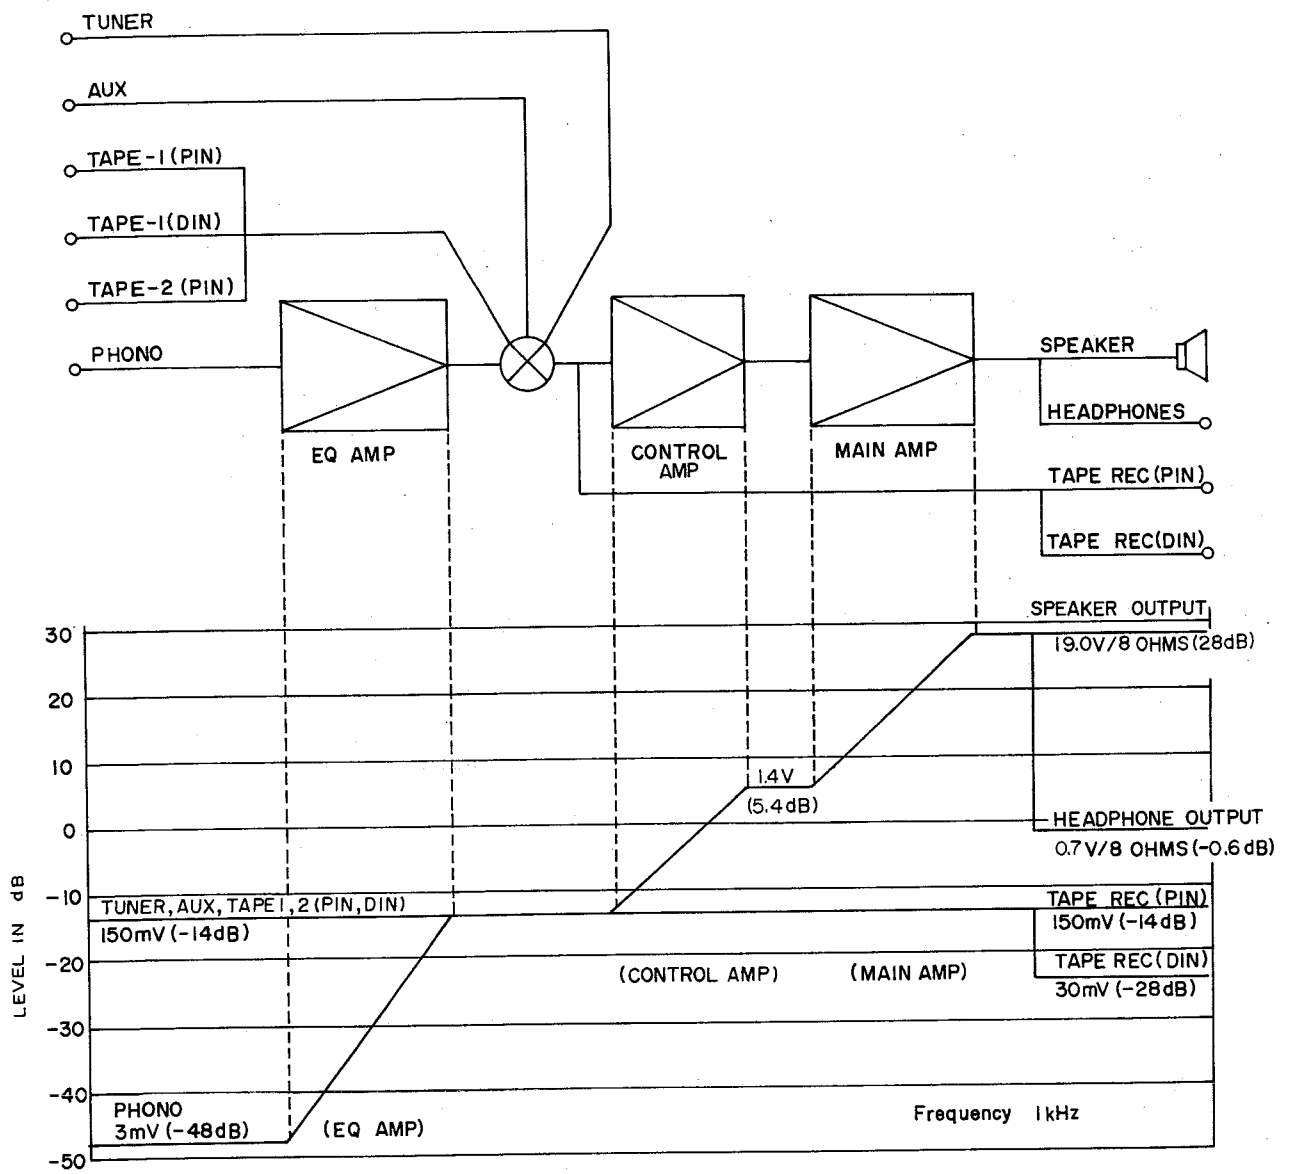 TUNER
AUX
TAPE-1(PIN)
TAPE-1(DIN)
TAPE-2(PIN)
PHONO
EQ AMP
CONTROL
AMP
MAIN AMP
SPEAKER
HEADPHONES
TAPE REC(PIN)
TAPE REC(DIN)
SPEAKER OUTPUT
19.0V/8 OHMS(28dB)
30
20
10
0
-10
-20
-30
-40
-50
LEVEL IN dB
1.4V
(5.4dB)
HEADPHONE OUTPUT
0.7V/8 OHMS(-0.6dB)
TUNER,AUX,TAPE1,2(PIN,DIN)
150mV(-14dB)
TAPE REC(PIN)
150mV(-14dB)
TAPE REC(DIN)
30mV(-28dB)
(CONTROL AMP)
(MAIN AMP)
PHONO
3mV(-48dB)
(EQ AMP)
Frequency 1kHz